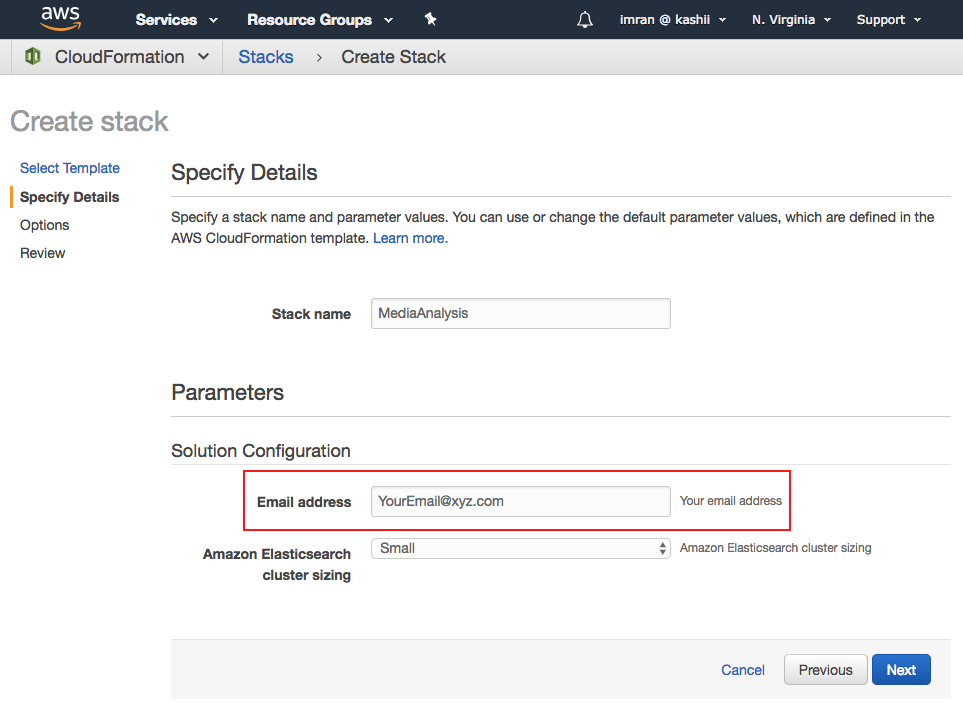 aws Services Resource Groups imran @ kashii N. Virginia Support
CloudFormation Stacks › Create Stack
Create stack
Select Template
Specify Details
Options
Review
Specify Details
Specify a stack name and parameter values. You can use or change the default parameter values, which are defined in the
AWS CloudFormation template. Learn more.
Stack name MediaAnalysis
Parameters
Solution Configuration
Email address YourEmail@xyz.com Your email address
Amazon Elasticsearch Small Amazon Elasticsearch cluster sizing
cluster sizing
Cancel Previous Next